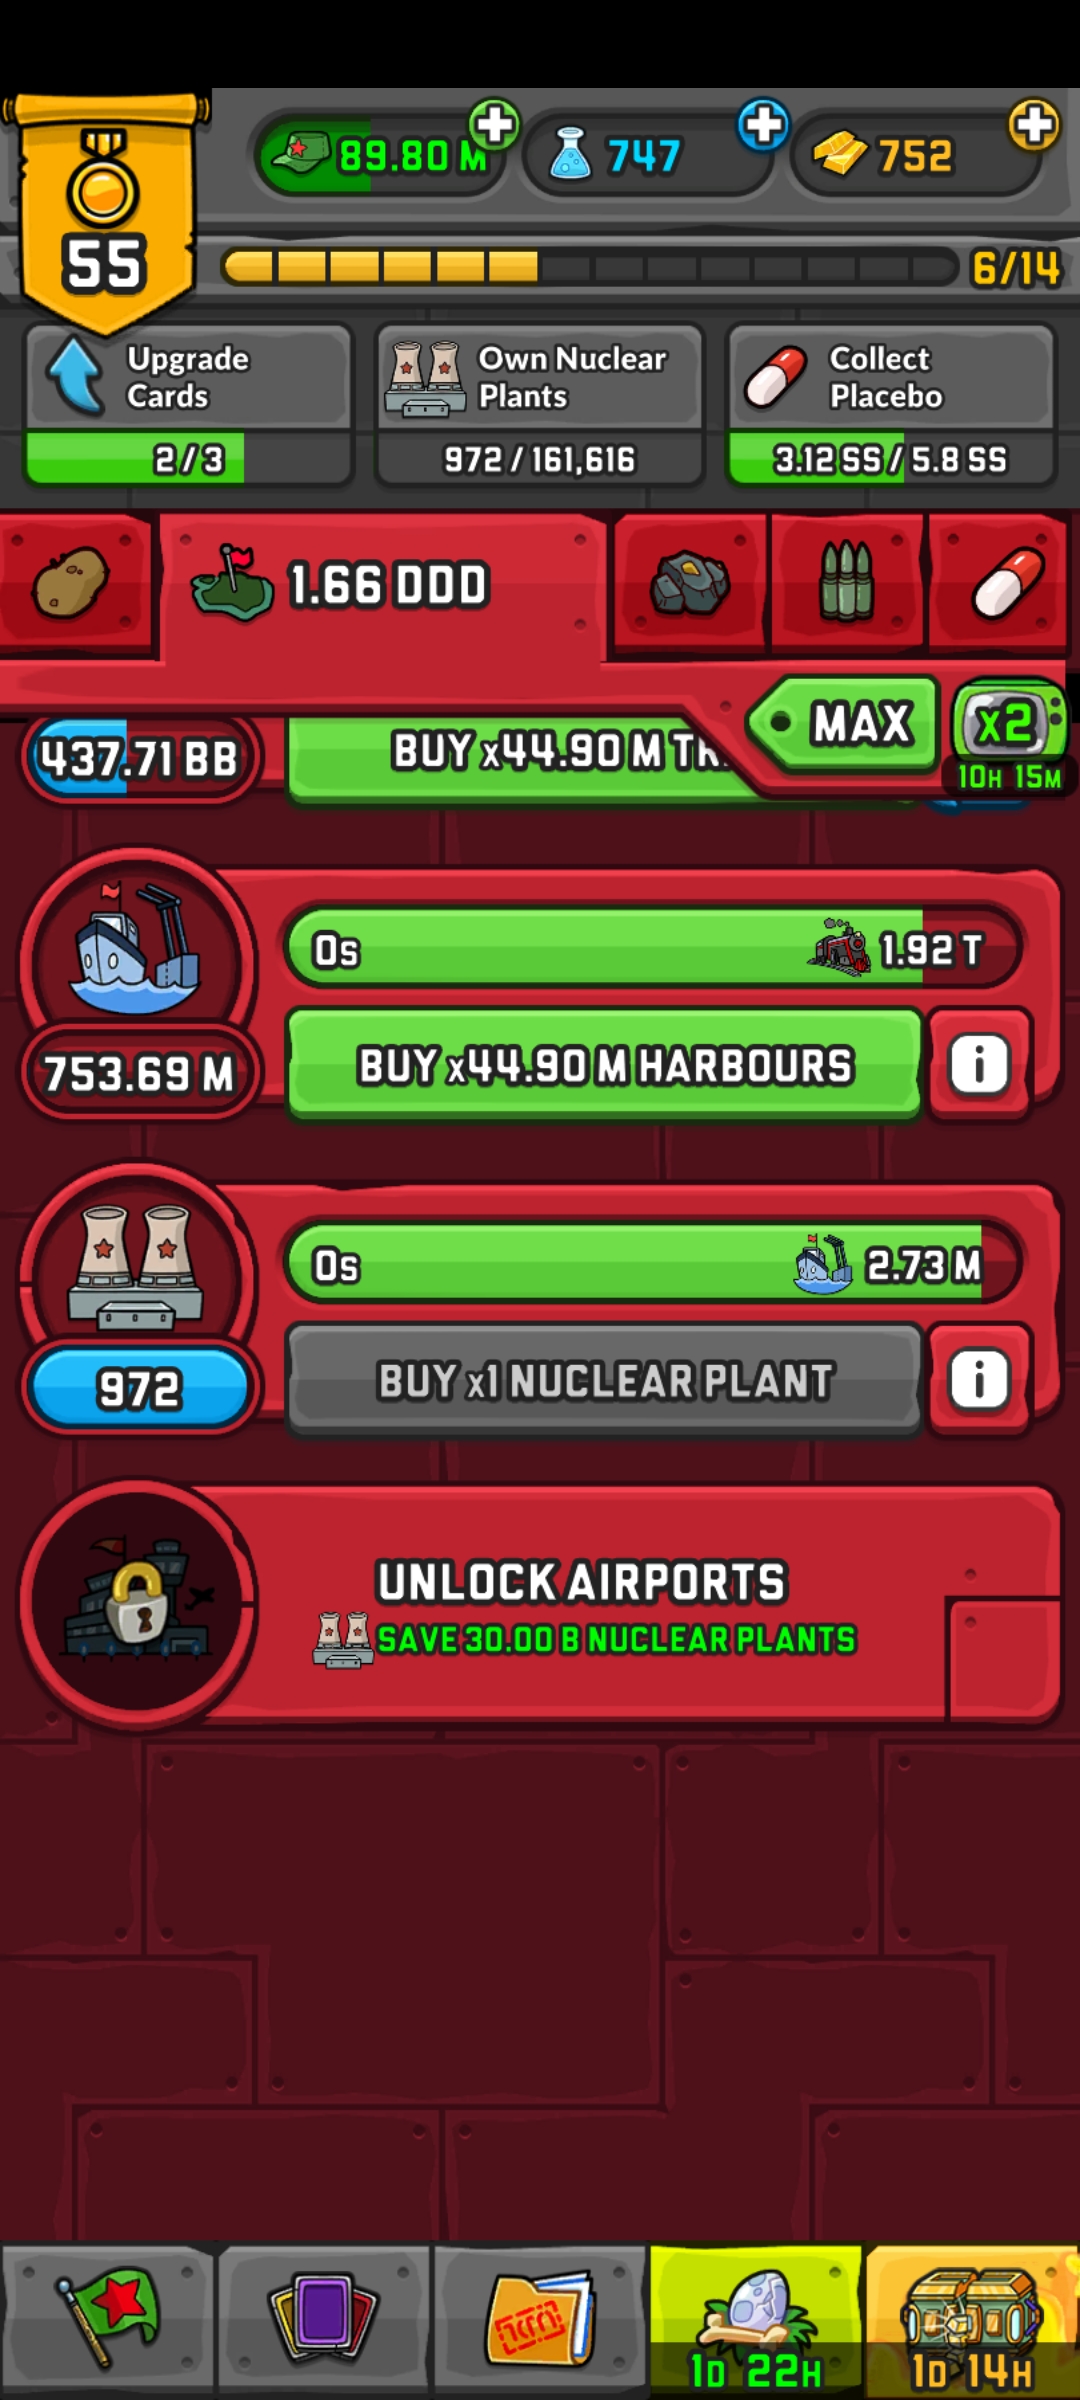 55
89.80 M
747
752
6/14
Upgrade
Cards
2/3
Own Nuclear
Plants
972/161,616
Collect
Placebo
3.12 SS/5.8 SS
1.66 DDD
MAX
x2
10H 15M
437.71 BB
BUY x44.90 M
0s
1.92 T
753.69 M
BUY x44.90 M HARBOURS
i
0s
2.73 M
972
BUY x1 NUCLEAR PLANT
i
UNLOCK AIRPORTS
SAVE 30.00 B NUCLEAR PLANTS
1D 22H
1D 14H